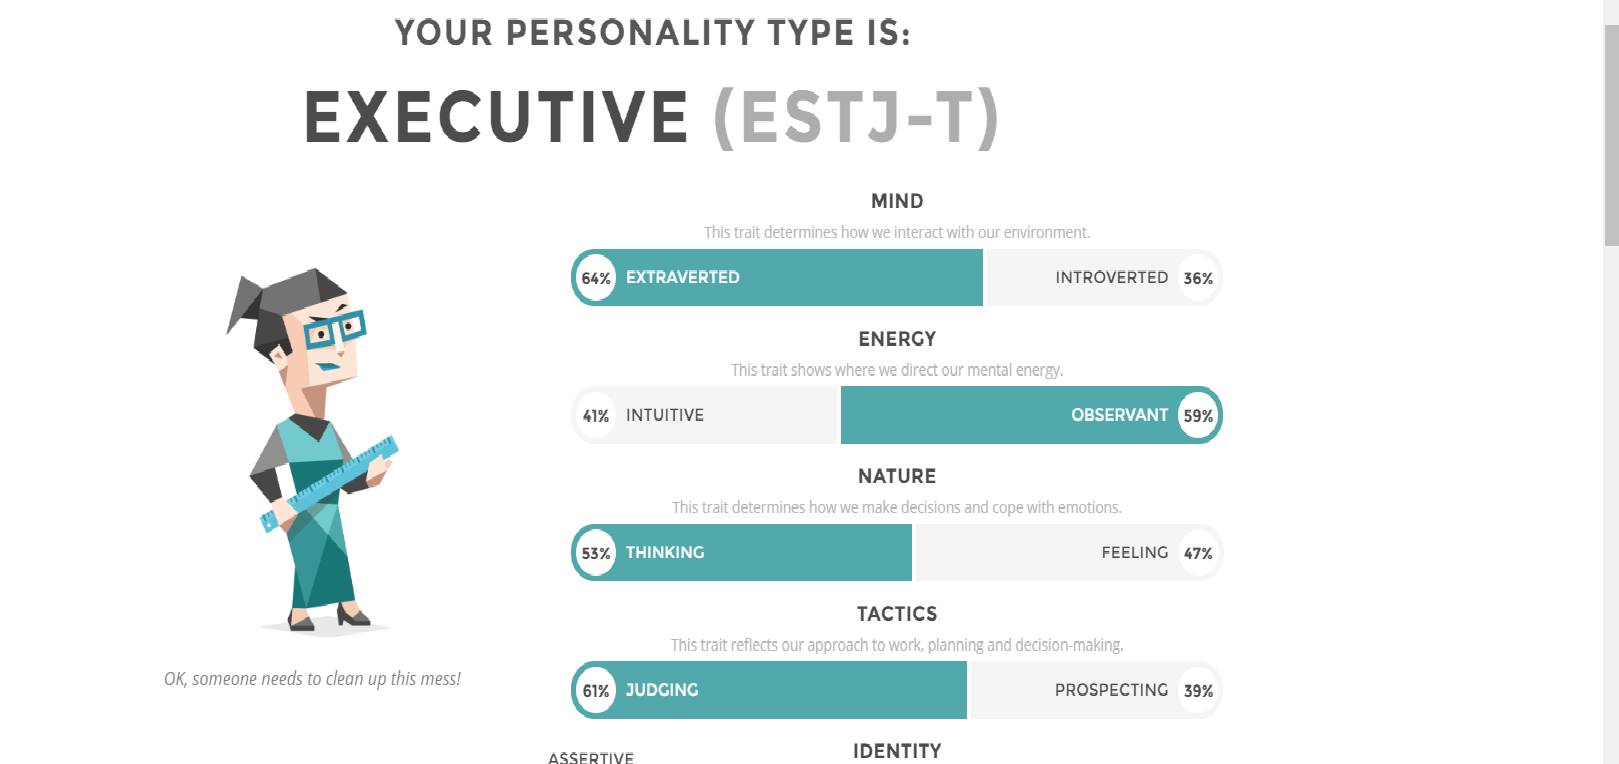 YOUR PERSONALITY TYPE IS:
EXECUTIVE (ESTJ-T)
MIND
This trait determines how we interact with our environment.
64% EXTRAVERTED INTROVERTED 36%
ENERGY
This trait shows where we direct our mental energy.
41% INTUITIVE OBSERVANT 59%
NATURE
This trait determines how we make decisions and cope with emotions.
53% THINKING FEELING 47%
TACTICS
This trait reflects our approach to work, planning and decision-making.
OK, someone needs to clean up this mess!
61% JUDGING PROSPECTING 39%
IDENTITY
ASSERTIVE